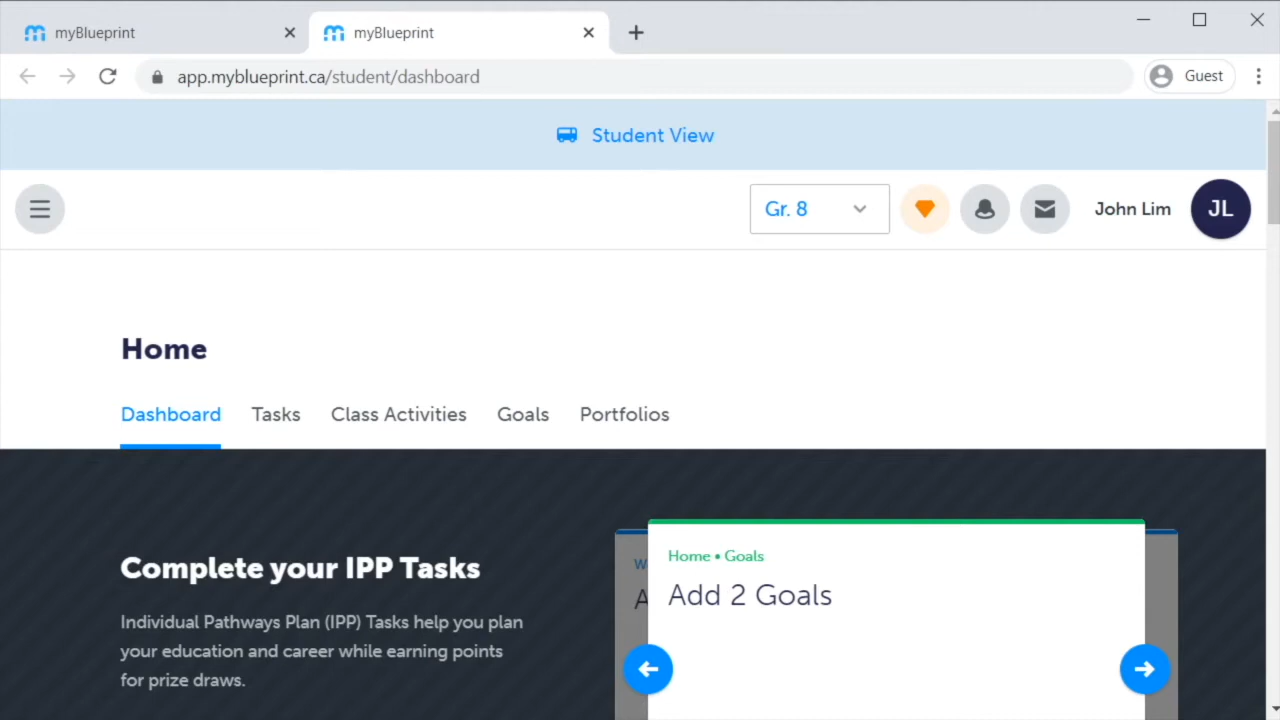 myBlueprint
myBlueprint
app.myblueprint.ca/student/dashboard
Guest
Student View
Gr. 8
John Lim
JL
Home
Dashboard
Tasks
Class Activities
Goals
Portfolios
Complete your IPP Tasks
Individual Pathways Plan (IPP) Tasks help you plan
your education and career while earning points
for prize draws.
Home • Goals
Add 2 Goals